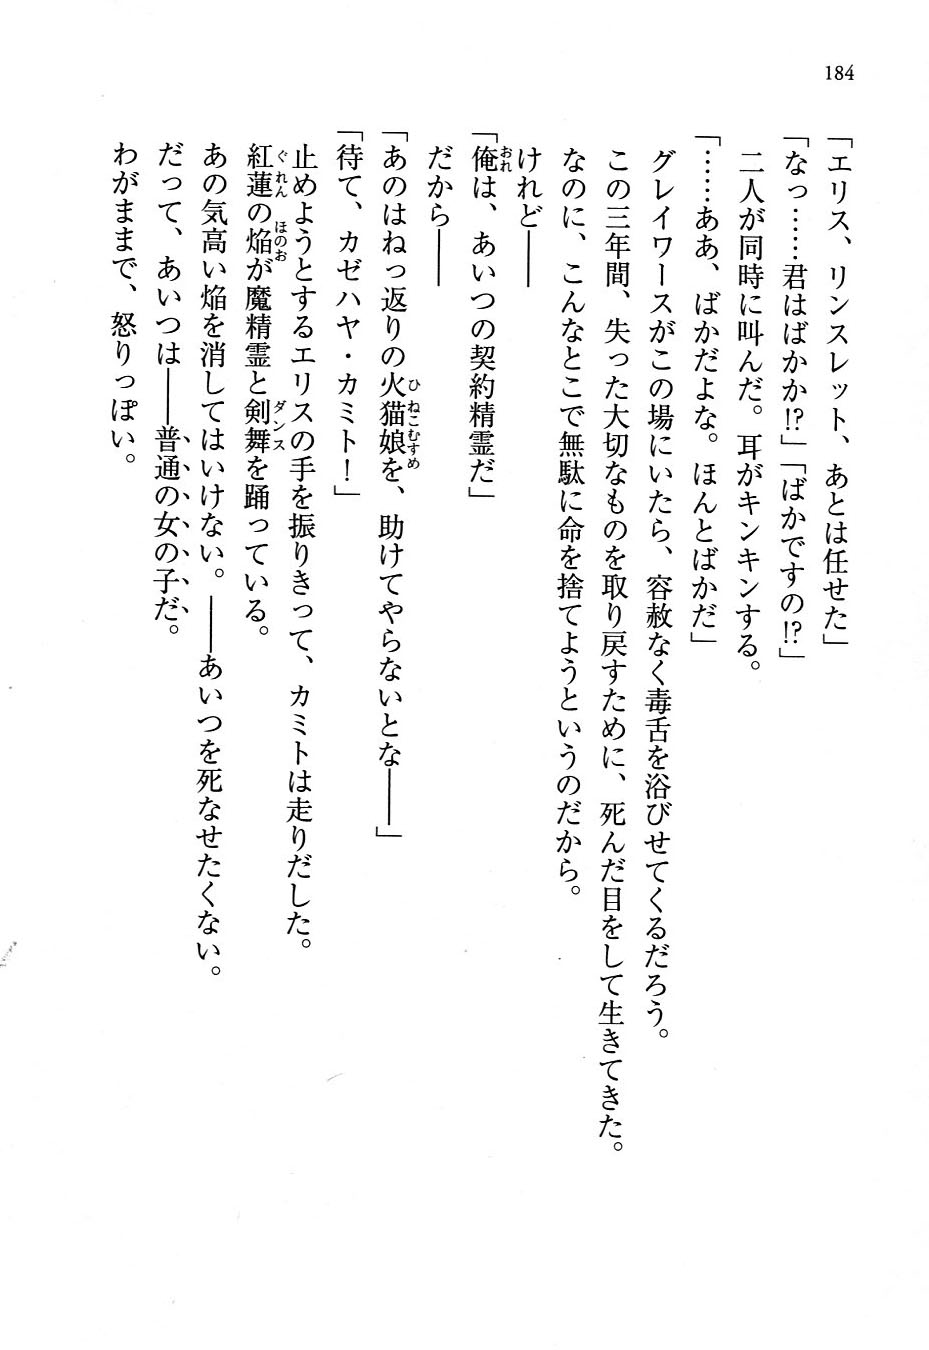 184
「エリス、リンスレット、あとは任せた」
「なっ……君はばかか!?」「ばかですの!?」
二人が同時に叫んだ。耳がキンキンする。
「……ああ、ばかだよな。ほんとばかだ」
グレイワースがこの場にいたら、容赦なく毒舌を浴びせてくるだろう。
この三年間、失った大切なものを取り戻すために、死んだ目をして生きてきた。
なのに、こんなとこで無駄に命を捨てようというのだから。
けれど――
「俺は、あいつの契約精霊だ」
だから――
「あのはねっ返りの火猫娘を、助けてやらないとな――」
「待て、カゼハヤ・カミト！」
止めようとするエリスの手を振りきって、カミトは走りだした。
紅蓮の焔が魔精霊と剣舞を踊っている。
あの気高い焔を消してはいけない。――あいつを死なせたくない。
だって、あいつは――普通の女の子だ。
わがままで、怒りっぽい。